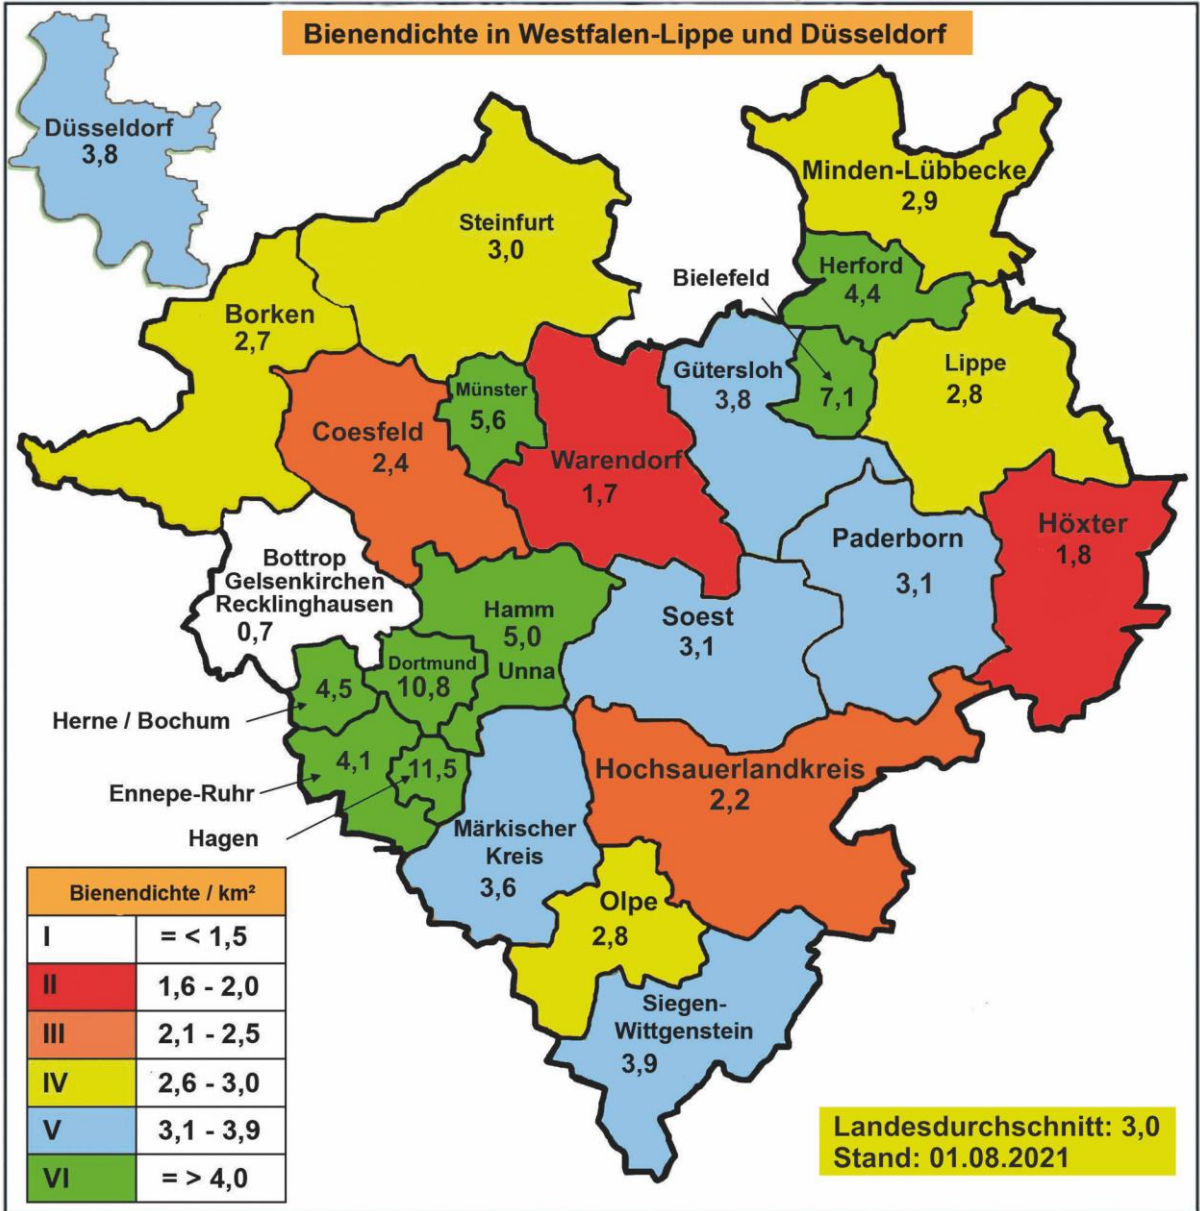 Bienendichte in Westfalen-Lippe und Düsseldorf
Düsseldorf
3,8
Minden-Lübbecke
2,9
Steinfurt
3,0
Herford
4,4
Bielefeld
7,1
Borken
2,7
Gütersloh
3,8
Lippe
2,8
Münster
5,6
Coesfeld
2,4
Warendorf
1,7
Höxter
1,8
Paderborn
3,1
Bottrop
Gelsenkirchen
Recklinghausen
0,7
Hamm
5,0
Unna
Soest
3,1
Dortmund
10,8
4,5
Herne / Bochum
4,1
Ennepe-Ruhr
11,5
Hagen
Hochsauerlandkreis
2,2
Märkischer
Kreis
3,6
Olpe
2,8
Siegen-
Wittgenstein
3,9
Bienendichte / km²
I = < 1,5
II 1,6 - 2,0
III 2,1 - 2,5
IV 2,6 - 3,0
V 3,1 - 3,9
VI = > 4,0
Landesdurchschnitt: 3,0
Stand: 01.08.2021